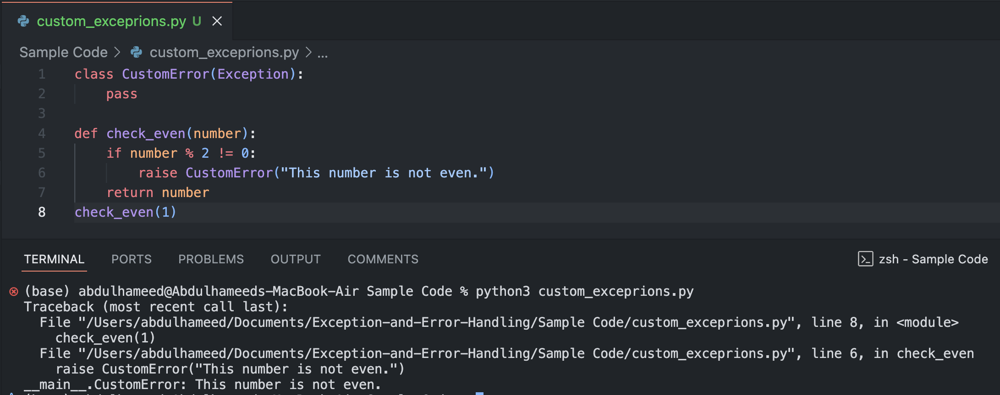 custom_exceprions.py U
Sample Code > custom_exceprions.py > ...
1 class CustomError(Exception):
2     pass
3
4 def check_even(number):
5     if number % 2 != 0:
6         raise CustomError("This number is not even.")
7     return number
8 check_even(1)
TERMINAL PORTS PROBLEMS OUTPUT COMMENTS zsh - Sample Code
(base) abdulhameed@Abdulhameeds-MacBook-Air Sample Code % python3 custom_exceprions.py
Traceback (most recent call last):
  File "/Users/abdulhameed/Documents/Exception-and-Error-Handling/Sample Code/custom_exceprions.py", line 8, in <module>
    check_even(1)
  File "/Users/abdulhameed/Documents/Exception-and-Error-Handling/Sample Code/custom_exceprions.py", line 6, in check_even
    raise CustomError("This number is not even.")
__main__.CustomError: This number is not even.